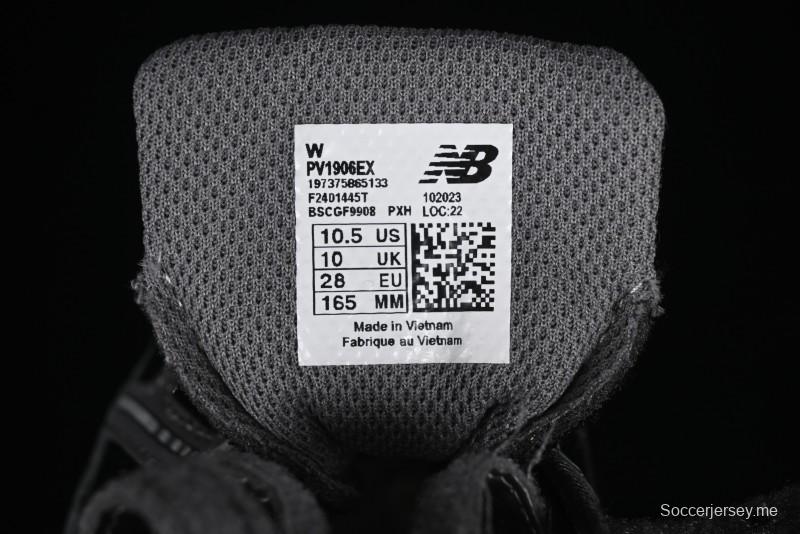 W
PV1906EX
197375865133
F2401445T 102023
BSCGF9908 PXH LOC:22
NB
10.5 US
10 UK
28 EU
165 MM
Made in Vietnam
Fabrique au Vietnam
Soccerjersey.me